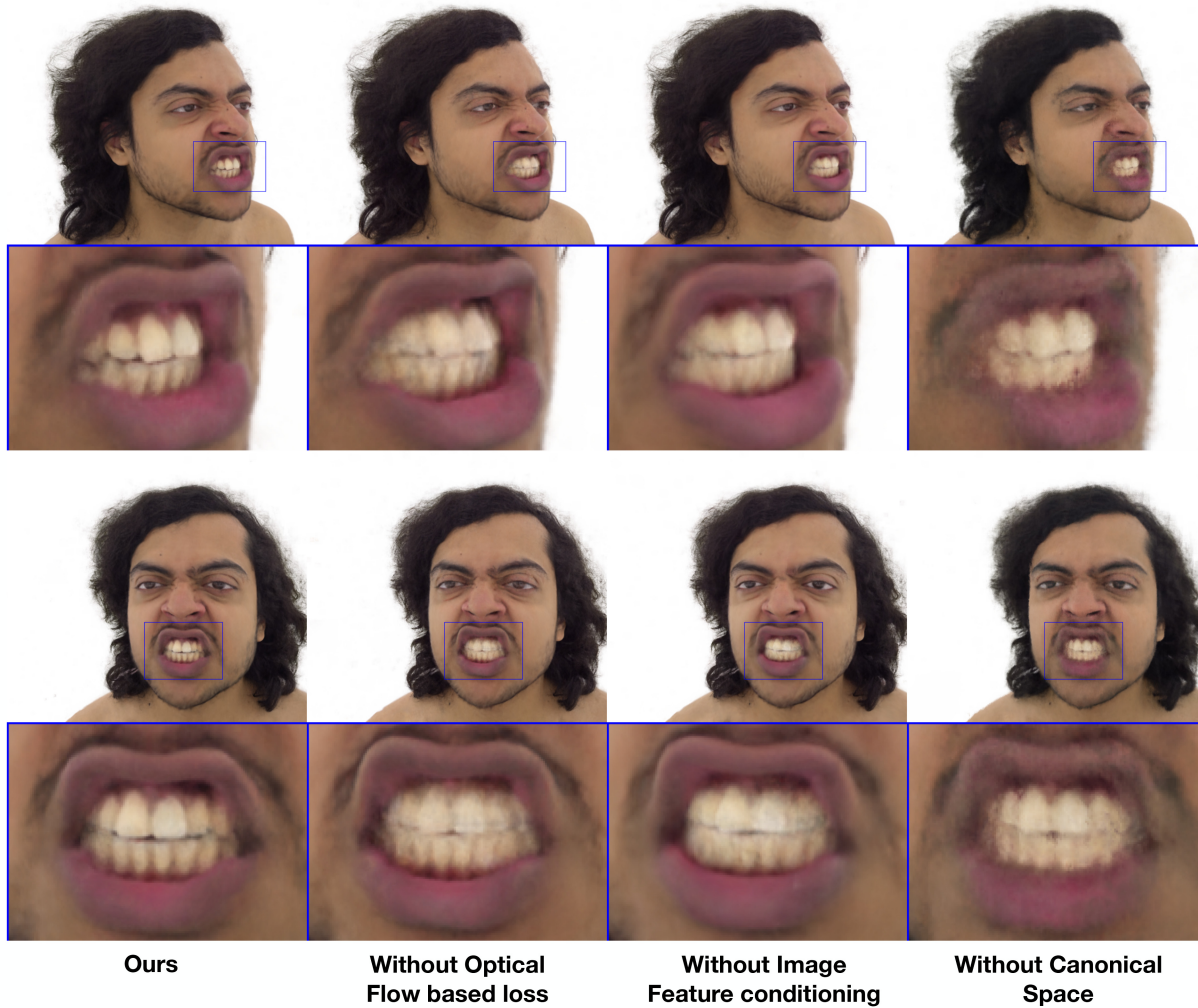 Ours
Without Optical
Flow based loss
Without Image
Feature conditioning
Without Canonical
Space